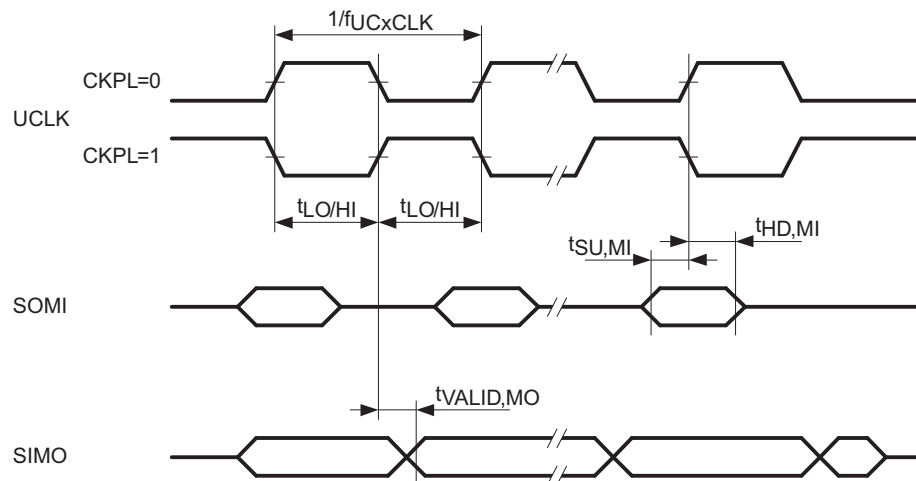 1/fUCxCLK
CKPL=0
UCLK
CKPL=1
tLO/HI tLO/HI
tHD,MI
tSU,MI
SOMI
tVALID,MO
SIMO